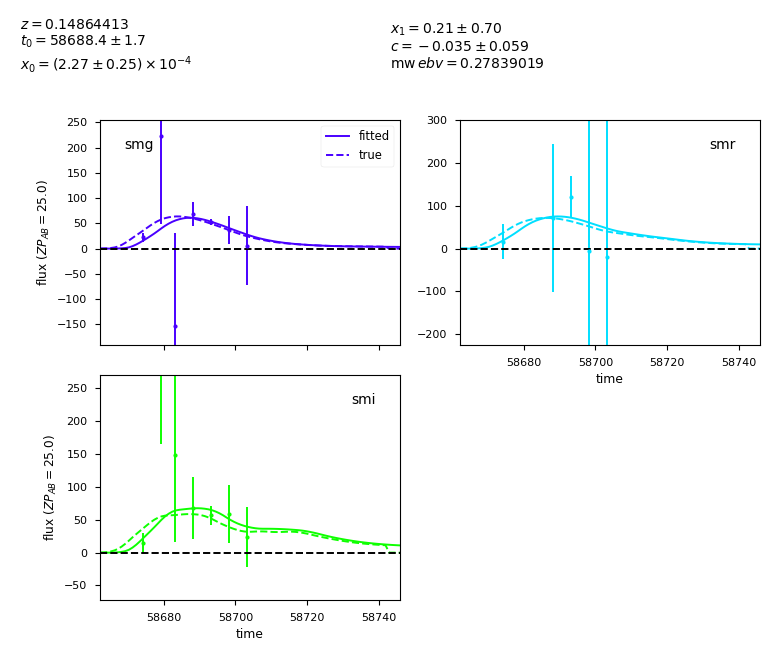 z = 0.14864413
t₀ = 58688.4 ± 1.7
x₀ = (2.27 ± 0.25) × 10⁻⁴
x₁ = 0.21 ± 0.70
c = −0.035 ± 0.059
mw ebv = 0.27839019
smg
fitted
true
250
200
150
100
50
0
−50
−100
−150
flux (ZP_AB = 25.0)
smr
300
200
100
0
−100
−200
58680 58700 58720 58740
time
smi
250
200
150
100
50
0
−50
flux (ZP_AB = 25.0)
58680 58700 58720 58740
time